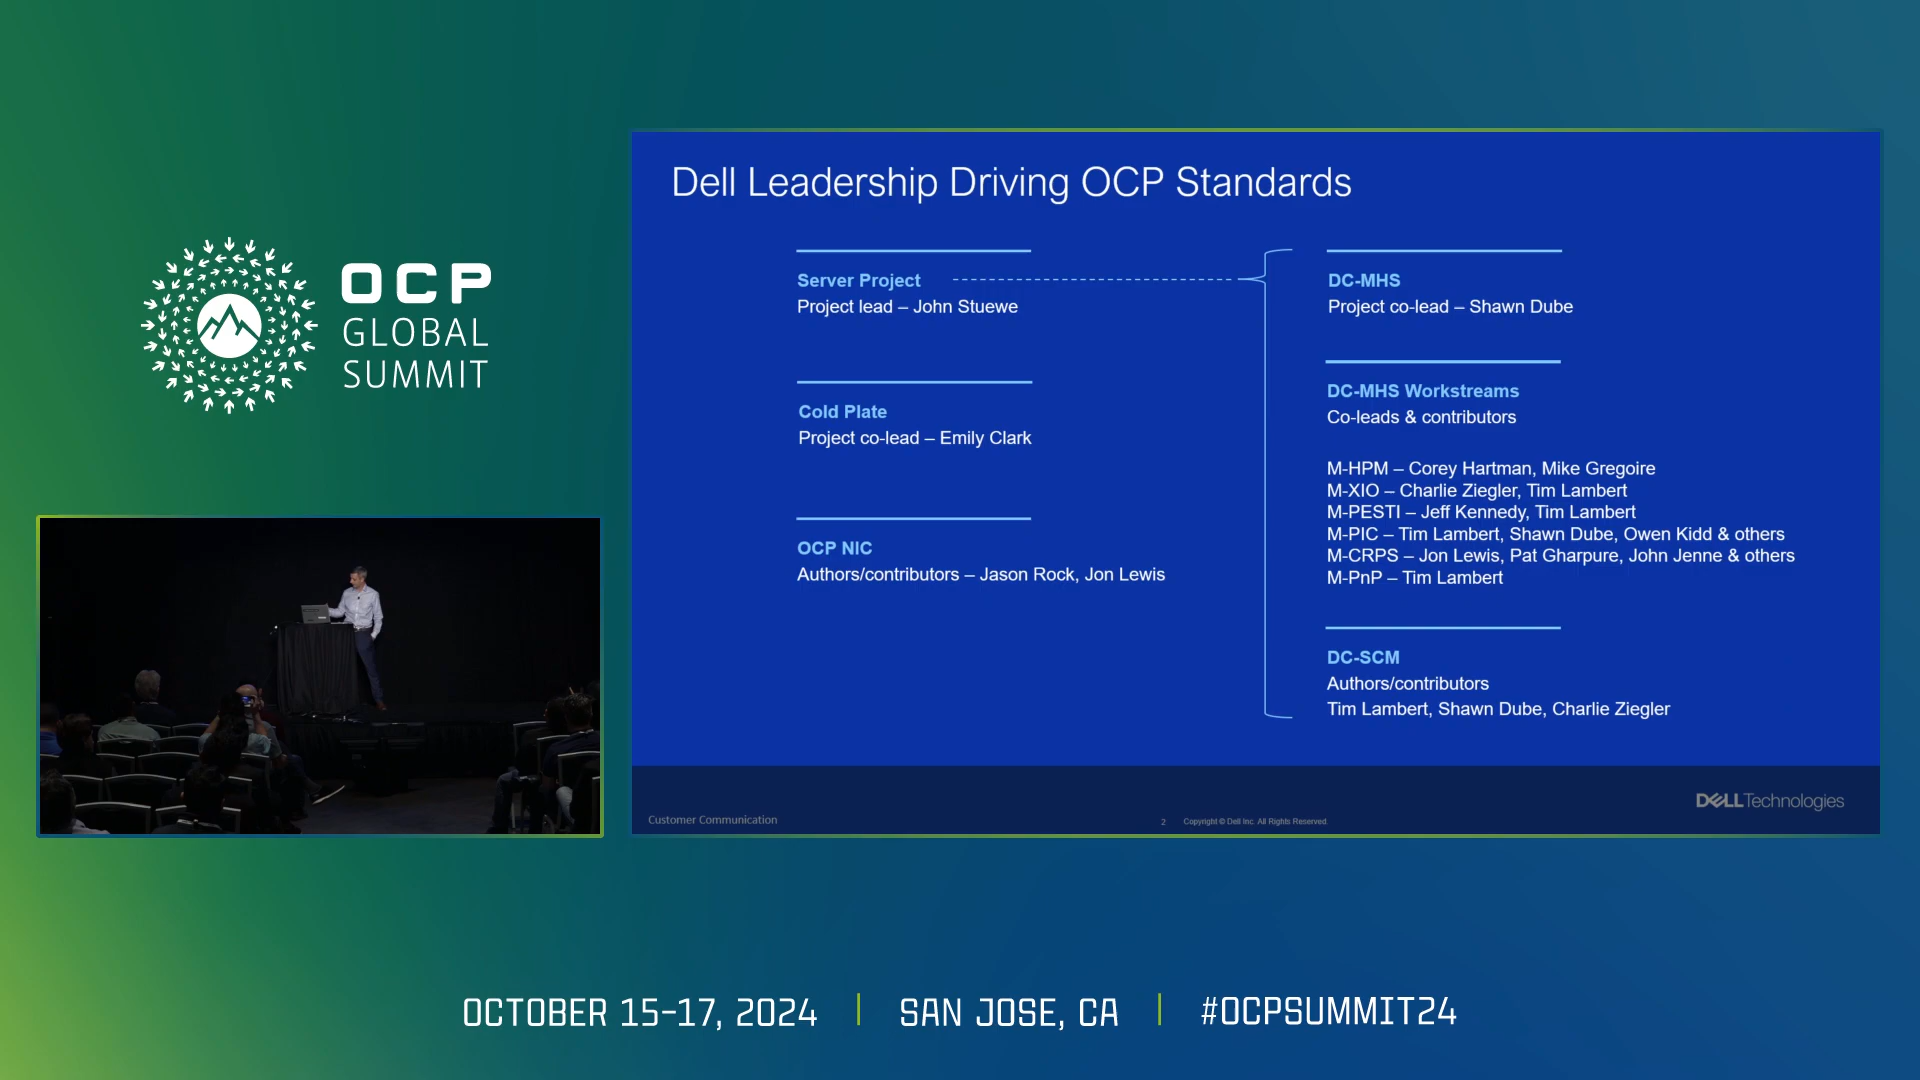 OCP
GLOBAL
SUMMIT
Dell Leadership Driving OCP Standards
Server Project
Project lead – John Stuewe
Cold Plate
Project co-lead – Emily Clark
OCP NIC
Authors/contributors – Jason Rock, Jon Lewis
DC-MHS
Project co-lead – Shawn Dube
DC-MHS Workstreams
Co-leads & contributors
M-HPM – Corey Hartman, Mike Gregoire
M-XIO – Charlie Ziegler, Tim Lambert
M-PESTI – Jeff Kennedy, Tim Lambert
M-PIC – Tim Lambert, Shawn Dube, Owen Kidd & others
M-CRPS – Jon Lewis, Pat Gharpure, John Jenne & others
M-PnP – Tim Lambert
DC-SCM
Authors/contributors
Tim Lambert, Shawn Dube, Charlie Ziegler
Customer Communication
2 Copyright © Dell Inc. All Rights Reserved
DELL Technologies
OCTOBER 15-17, 2024 | SAN JOSE, CA | #OCPSUMMIT24